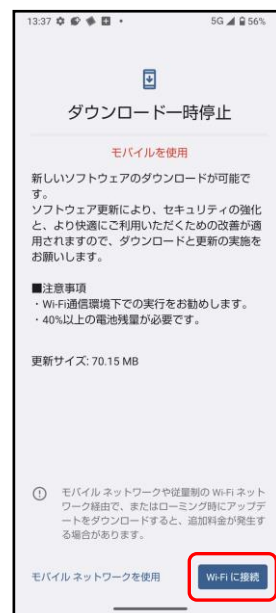 13:37
5G 56%
ダウンロード一時停止
モバイルを使用
新しいソフトウェアのダウンロードが可能で
す。
ソフトウェア更新により、セキュリティの強化
と、より快適にご利用いただくための改善が適
用されますので、ダウンロードと更新の実施を
お願いします。
■注意事項
・Wi-Fi通信環境下での実行をお勧めします。
・40%以上の電池残量が必要です。
更新サイズ: 70.15 MB
モバイル ネットワークや従量制の Wi-Fi ネット
ワーク経由で、またはローミング時にアップデ
ートをダウンロードすると、追加料金が発生す
る場合があります。
モバイル ネットワークを使用
Wi-Fi に接続